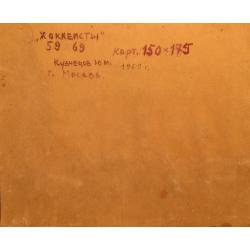 „Хоккеисты"
59 69 карт. 150×175
Кузнецов Ю.М. 1969 г.
г. Москва.